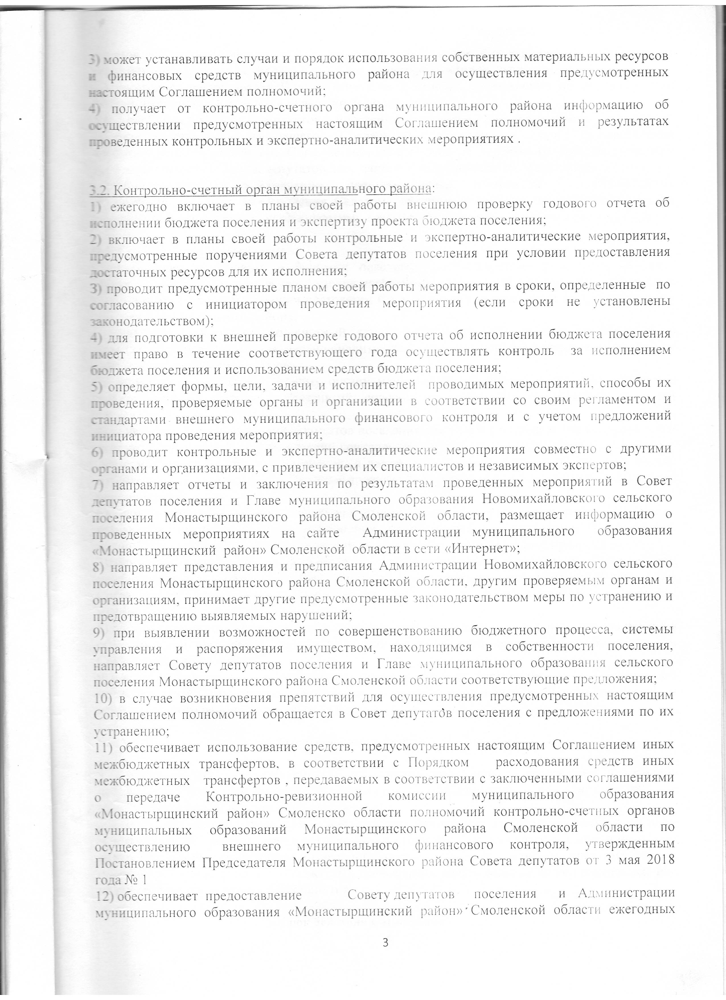 3) может устанавливать случаи и порядок использования собственных материальных ресурсов
и финансовых средств муниципального района для осуществления предусмотренных
настоящим Соглашением полномочий;
4) получает от контрольно-счетного органа муниципального района информацию об
осуществлении предусмотренных настоящим Соглашением полномочий и результатах
проведенных контрольных и экспертно-аналитических мероприятиях .
3.2. Контрольно-счетный орган муниципального района:
1) ежегодно включает в планы своей работы внешнюю проверку годового отчета об
исполнении бюджета поселения и экспертизу проекта бюджета поселения;
2) включает в планы своей работы контрольные и экспертно-аналитические мероприятия,
предусмотренные поручениями Совета депутатов поселения при условии предоставления
достаточных ресурсов для их исполнения;
3) проводит предусмотренные планом своей работы мероприятия в сроки, определенные по
согласованию с инициатором проведения мероприятия (если сроки не установлены
законодательством);
4) для подготовки к внешней проверке годового отчета об исполнении бюджета поселения
имеет право в течение соответствующего года осуществлять контроль за исполнением
бюджета поселения и использованием средств бюджета поселения;
5) определяет формы, цели, задачи и исполнителей проводимых мероприятий, способы их
проведения, проверяемые органы и организации в соответствии со своим регламентом и
стандартами внешнего муниципального финансового контроля и с учетом предложений
инициатора проведения мероприятия;
6) проводит контрольные и экспертно-аналитические мероприятия совместно с другими
органами и организациями, с привлечением их специалистов и независимых экспертов;
7) направляет отчеты и заключения по результатам проведенных мероприятий в Совет
депутатов поселения и Главе муниципального образования Новомихайловского сельского
поселения Монастырщинского района Смоленской области, размещает информацию о
проведенных мероприятиях на сайте Администрации муниципального образования
«Монастырщинский район» Смоленской области в сети «Интернет»;
8) направляет представления и предписания Администрации Новомихайловского сельского
поселения Монастырщинского района Смоленской области, другим проверяемым органам и
организациям, принимает другие предусмотренные законодательством меры по устранению и
предотвращению выявляемых нарушений;
9) при выявлении возможностей по совершенствованию бюджетного процесса, системы
управления и распоряжения имуществом, находящимся в собственности поселения,
направляет Совету депутатов поселения и Главе муниципального образования сельского
поселения Монастырщинского района Смоленской области соответствующие предложения;
10) в случае возникновения препятствий для осуществления предусмотренных настоящим
Соглашением полномочий обращается в Совет депутатов поселения с предложениями по их
устранению;
11) обеспечивает использование средств, предусмотренных настоящим Соглашением иных
межбюджетных трансфертов, в соответствии с Порядком расходования средств иных
межбюджетных трансфертов , передаваемых в соответствии с заключенными соглашениями
о передаче Контрольно-ревизионной комиссии муниципального образования
«Монастырщинский район» Смоленско области полномочий контрольно-счетных органов
муниципальных образований Монастырщинского района Смоленской области по
осуществлению внешнего муниципального финансового контроля, утвержденным
Постановлением Председателя Монастырщинского района Совета депутатов от 3 мая 2018
года № 1
12) обеспечивает предоставление Совету депутатов поселения и Администрации
муниципального образования «Монастырщинский район» Смоленской области ежегодных
3